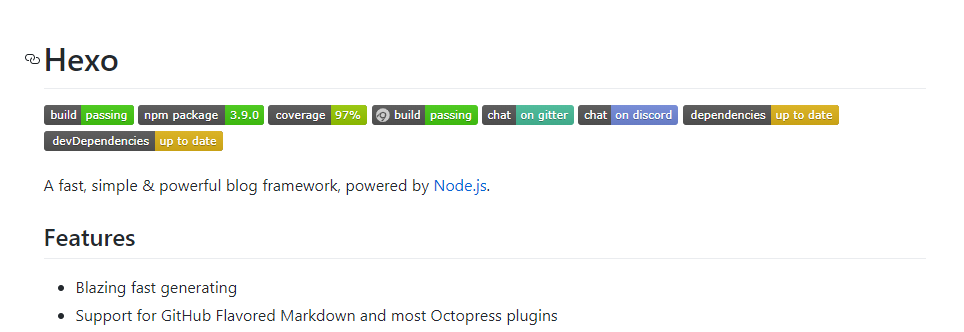 Hexo
build passing npm package 3.9.0 coverage 97% build passing chat on gitter chat on discord dependencies up to date
devDependencies up to date
A fast, simple & powerful blog framework, powered by Node.js.
Features
Blazing fast generating
Support for GitHub Flavored Markdown and most Octopress plugins